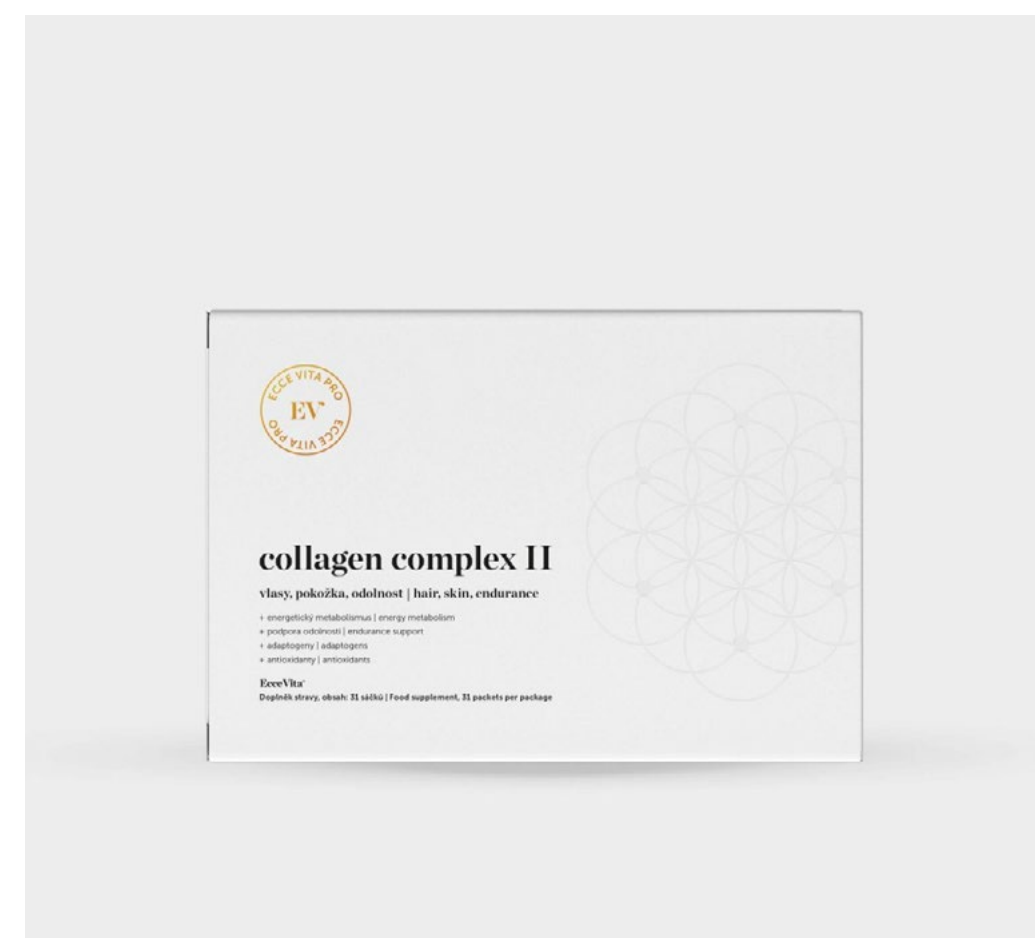 ECCE VITA PRO
EV
ECCE VITA PRO
collagen complex II
vlasy, pokožka, odolnost | hair, skin, endurance
+ energetický metabolismus | energy metabolism
+ podpora odolnosti | endurance support
+ adaptogeny | adaptogens
+ antioxidanty | antioxidants
EcceVita
Doplněk stravy, obsah: 31 sáčků | Food supplement, 31 packets per package